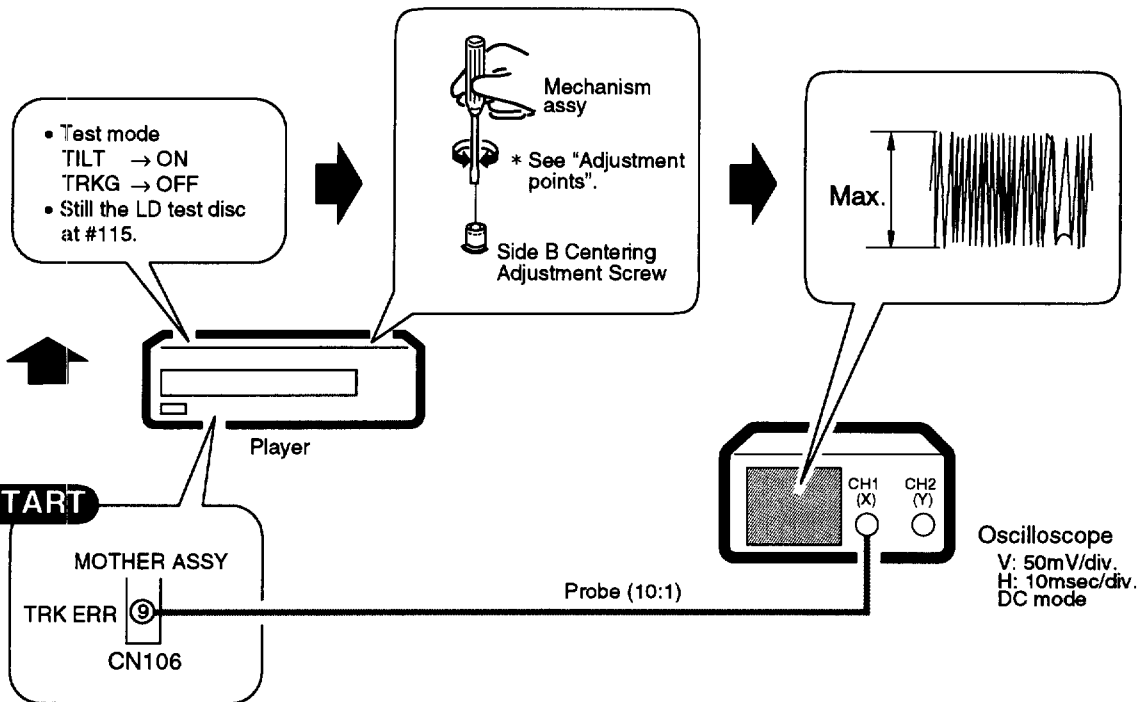 • Test mode
TILT → ON
TRKG → OFF
• Still the LD test disc
at #115.
Mechanism
assy
* See “Adjustment
points”.
Side B Centering
Adjustment Screw
Max.
Player
TART
MOTHER ASSY
TRK ERR 9
CN106
Probe (10:1)
CH1
(X)
CH2
(Y)
Oscilloscope
V: 50mV/div.
H: 10msec/div.
DC mode